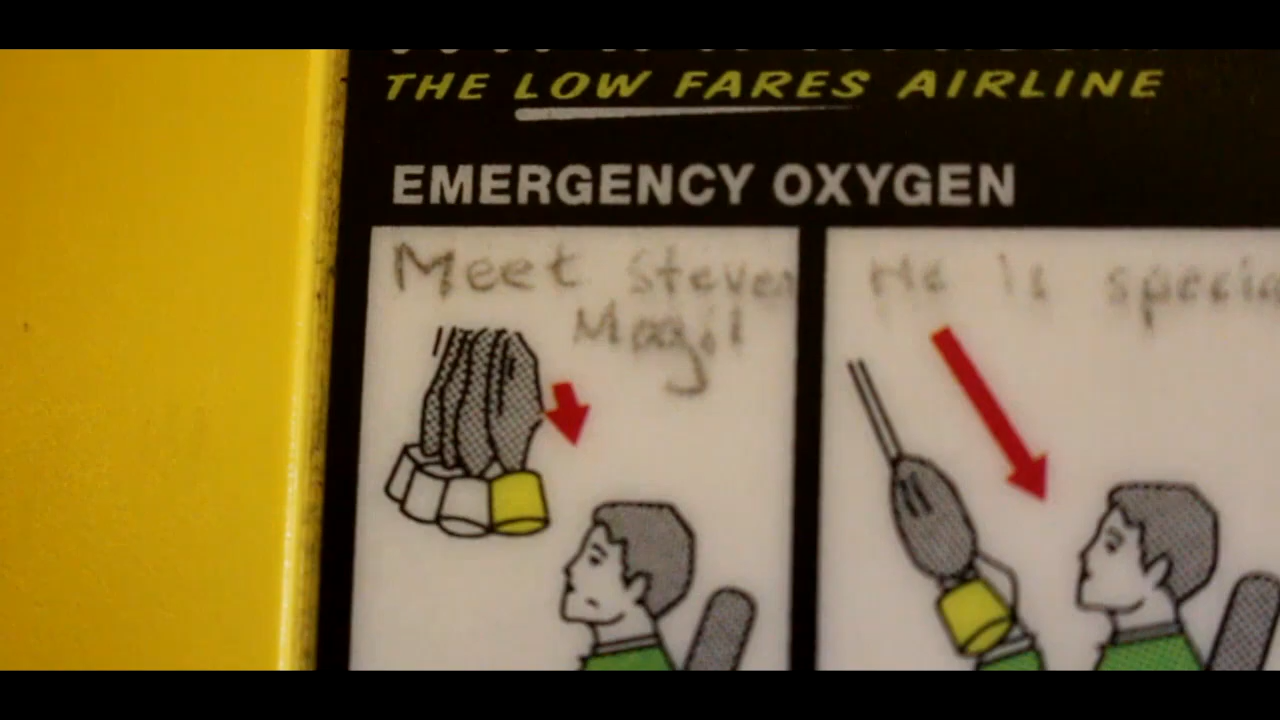 THE LOW FARES AIRLINE
EMERGENCY OXYGEN
Meet Steven
Magil
He is